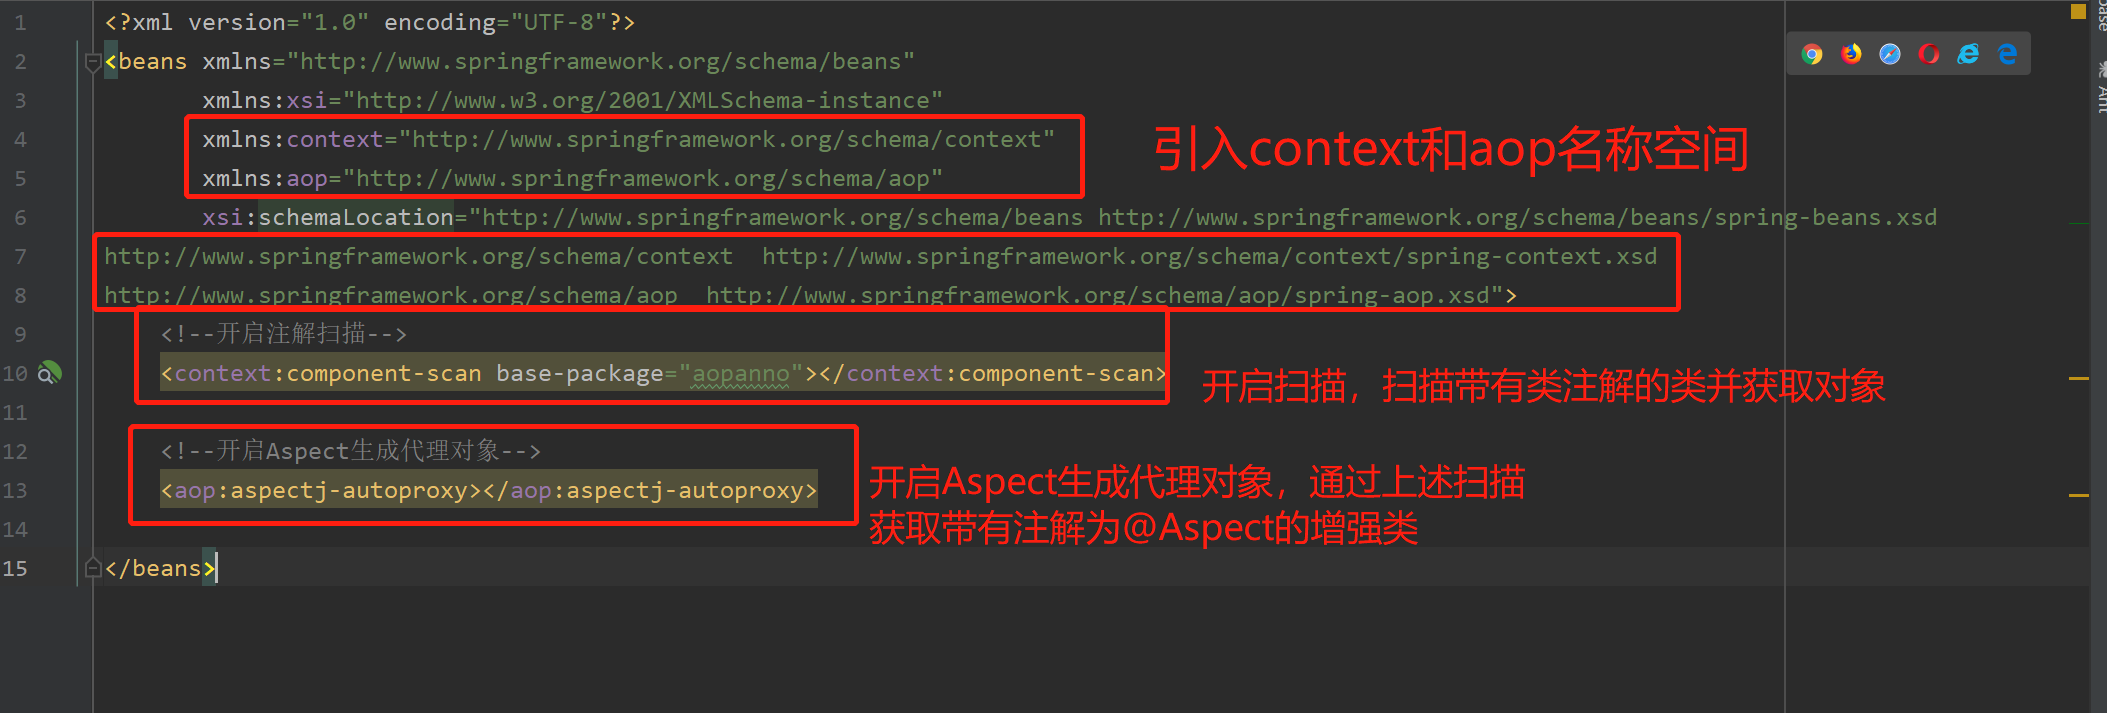 1 <?xml version="1.0" encoding="UTF-8"?>
2 <beans xmlns="http://www.springframework.org/schema/beans"
3 xmlns:xsi="http://www.w3.org/2001/XMLSchema-instance"
4 xmlns:context="http://www.springframework.org/schema/context"
引入context和aop名称空间
5 xmlns:aop="http://www.springframework.org/schema/aop"
6 xsi:schemaLocation="http://www.springframework.org/schema/beans http://www.springframework.org/schema/beans/spring-beans.xsd
7 http://www.springframework.org/schema/context  http://www.springframework.org/schema/context/spring-context.xsd
8 http://www.springframework.org/schema/aop  http://www.springframework.org/schema/aop/spring-aop.xsd">
9 <!--开启注解扫描-->
10 <context:component-scan base-package="aopanno"></context:component-scan>
开启扫描，扫描带有类注解的类并获取对象
11
12 <!--开启Aspect生成代理对象-->
13 <aop:aspectj-autoproxy></aop:aspectj-autoproxy>
开启Aspect生成代理对象，通过上述扫描
获取带有注解为@Aspect的增强类
14
15 </beans>
Ant